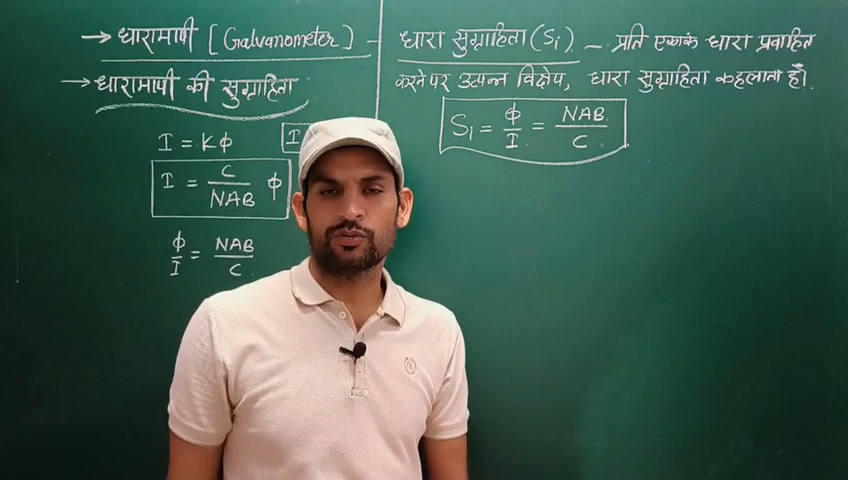 → धारामापी [Galvanometer] -
→ धारामापी की सुग्राहिता
I = Kϕ
I
I = C/NAB ϕ
ϕ/I = NAB/C
धारा सुग्राहिता (Si) - प्रति एकांक धारा प्रवाहित
करने पर उत्पन्न विक्षेप, धारा सुग्राहिता कहलाता है।
Si = ϕ/I = NAB/C